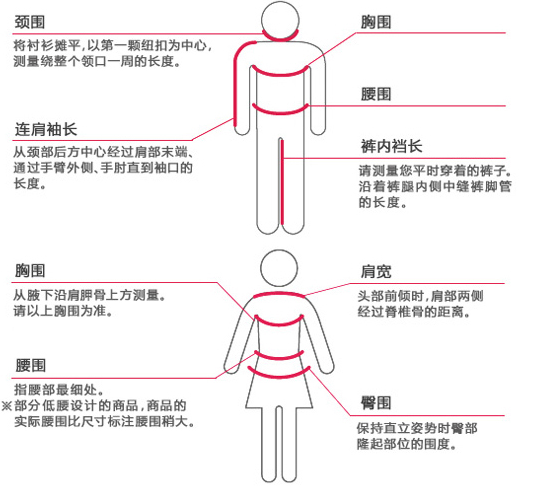 颈围
将衬衫摊平,以第一颗纽扣为中心,
测量绕整个领口一周的长度。
胸围
腰围
连肩袖长
从颈部后方中心经过肩部末端、
通过手臂外侧、手肘直到袖口的
长度。
裤内裆长
请测量您平时穿着的裤子。
沿着裤腿内侧中缝裤脚管
的长度。
胸围
从腋下沿肩胛骨上方测量。
请以上胸围为准。
肩宽
头部前倾时,肩部两侧
经过脊椎骨的距离。
腰围
指腰部最细处。
※部分低腰设计的商品,商品的
实际腰围比尺寸标注腰围稍大。
臀围
保持直立姿势时臀部
隆起部位的围度。